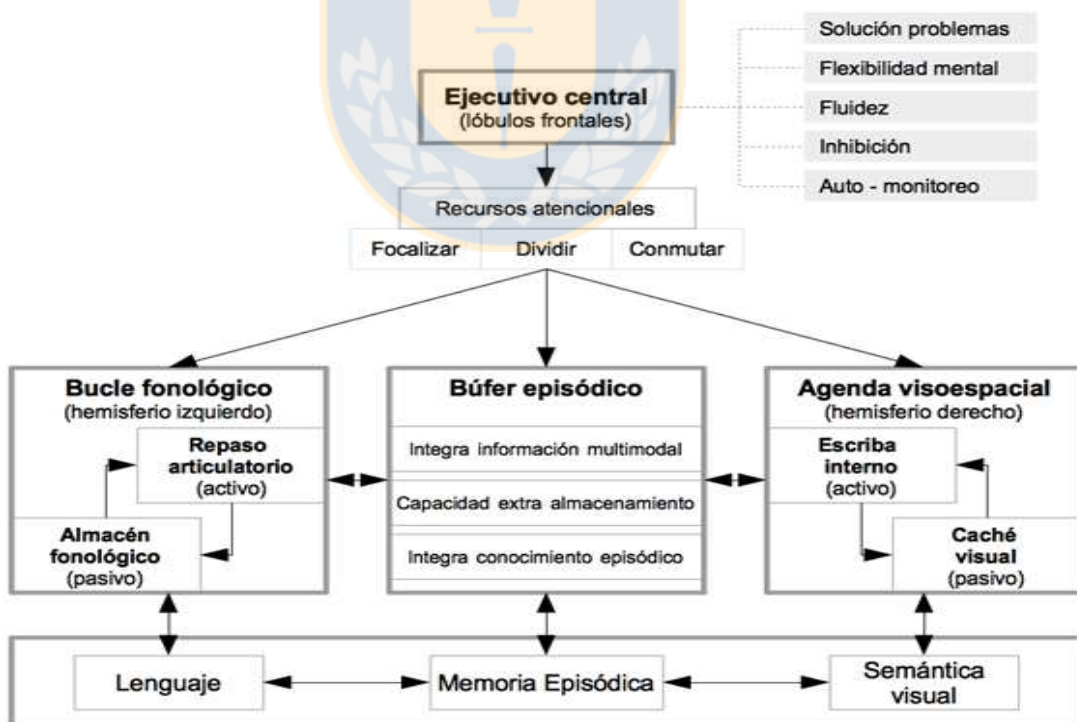 Solución problemas
Flexibilidad mental
Fluidez
Inhibición
Auto - monitoreo
Ejecutivo central
(lóbulos frontales)
Recursos atencionales
Focalizar
Dividir
Conmutar
Bucle fonológico
(hemisferio izquierdo)
Repaso
articulatorio
(activo)
Almacén
fonológico
(pasivo)
Búfer episódico
Integra información multimodal
Capacidad extra almacenamiento
Integra conocimiento episódico
Agenda visoespacial
(hemisferio derecho)
Escriba
interno
(activo)
Caché
visual
(pasivo)
Lenguaje
Memoria Episódica
Semántica
visual